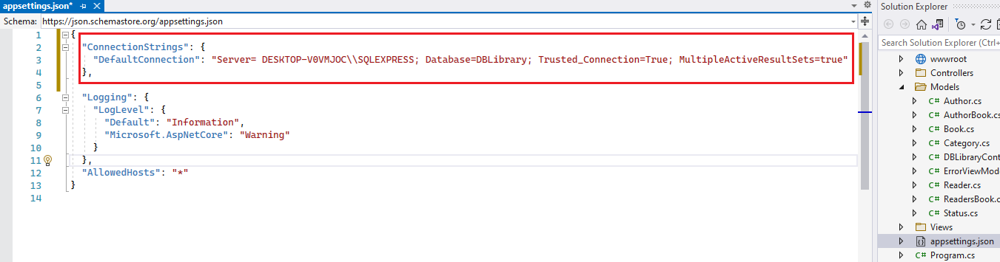 appsettings.json*
Schema: https://json.schemastore.org/appsettings.json
1 {
2 "ConnectionStrings": {
3 "DefaultConnection": "Server= DESKTOP-V0VMJOC\\SQLEXPRESS; Database=DBLibrary; Trusted_Connection=True; MultipleActiveResultSets=true"
4 },
5
6 "Logging": {
7 "LogLevel": {
8 "Default": "Information",
9 "Microsoft.AspNetCore": "Warning"
10 }
11 },
12 "AllowedHosts": "*"
13 }
14
Solution Explorer
Search Solution Explorer (Ctrl+
wwwroot
Controllers
Models
C# Author.cs
C# AuthorBook.cs
C# Book.cs
C# Category.cs
C# DBLibraryCont
C# ErrorViewMod
C# Reader.cs
C# ReadersBook.c
C# Status.cs
Views
appsettings.json
C# Program.cs